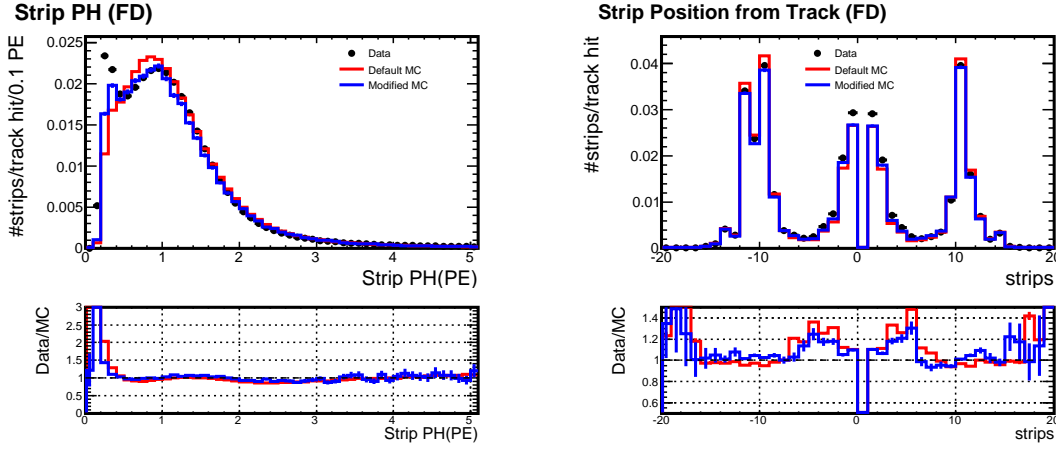 Strip PH (FD)
#strips/track hit/0.1 PE
0.025
0.02
0.015
0.01
0.005
0
Data
Default MC
Modified MC
0 1 2 3 4 5
Strip PH(PE)
Data/MC
3
2.5
2
1.5
1
0.5
0
0 1 2 3 4 5
Strip PH(PE)
Strip Position from Track (FD)
#strips/track hit
0.04
0.03
0.02
0.01
0
Data
Default MC
Modified MC
-20 -10 0 10 20
strips
Data/MC
1.4
1.2
1
0.8
0.6
-20 -10 0 10 20
strips